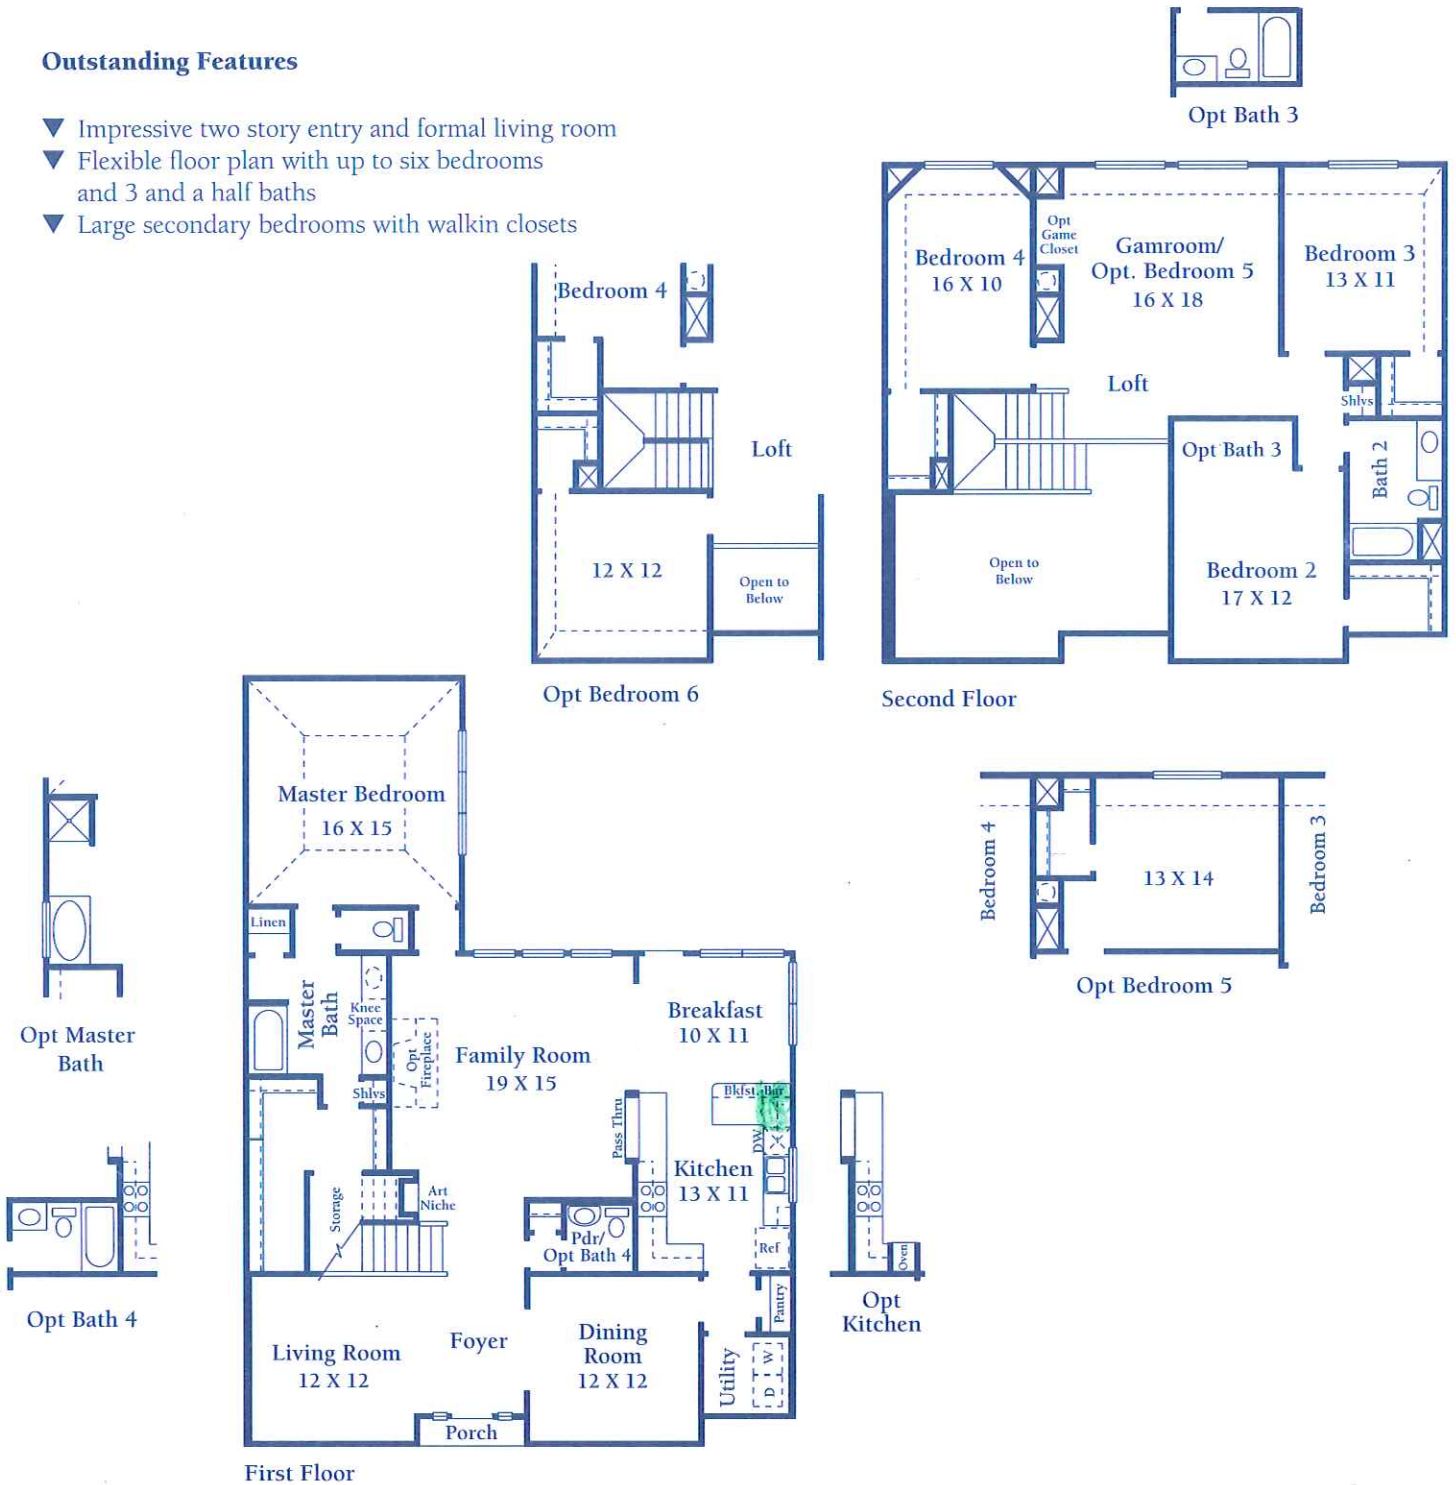 Outstanding Features
Impressive two story entry and formal living room
Flexible floor plan with up to six bedrooms
and 3 and a half baths
Large secondary bedrooms with walkin closets
Opt Bath 3
Bedroom 4
16 X 10
Opt
Game
Closet
Gamroom/
Opt. Bedroom 5
16 X 18
Bedroom 3
13 X 11
Loft
Shlvs
Opt Bath 3
Bath 2
Open to
Below
Bedroom 2
17 X 12
Second Floor
Bedroom 4
Loft
12 X 12
Open to
Below
Opt Bedroom 6
Bedroom 4
13 X 14
Bedroom 3
Opt Bedroom 5
Opt Master
Bath
Opt Bath 4
Master Bedroom
16 X 15
Linen
Master
Bath
Knee
Space
Shlvs
Opt
Fireplace
Family Room
19 X 15
Breakfast
10 X 11
Bkfst. Bar
Pass Thru
DW
Kitchen
13 X 11
Storage
Art
Niche
Pdr/
Opt Bath 4
Ref
Pantry
Oven
Opt
Kitchen
Living Room
12 X 12
Foyer
Dining
Room
12 X 12
Utility
W
D
Porch
First Floor